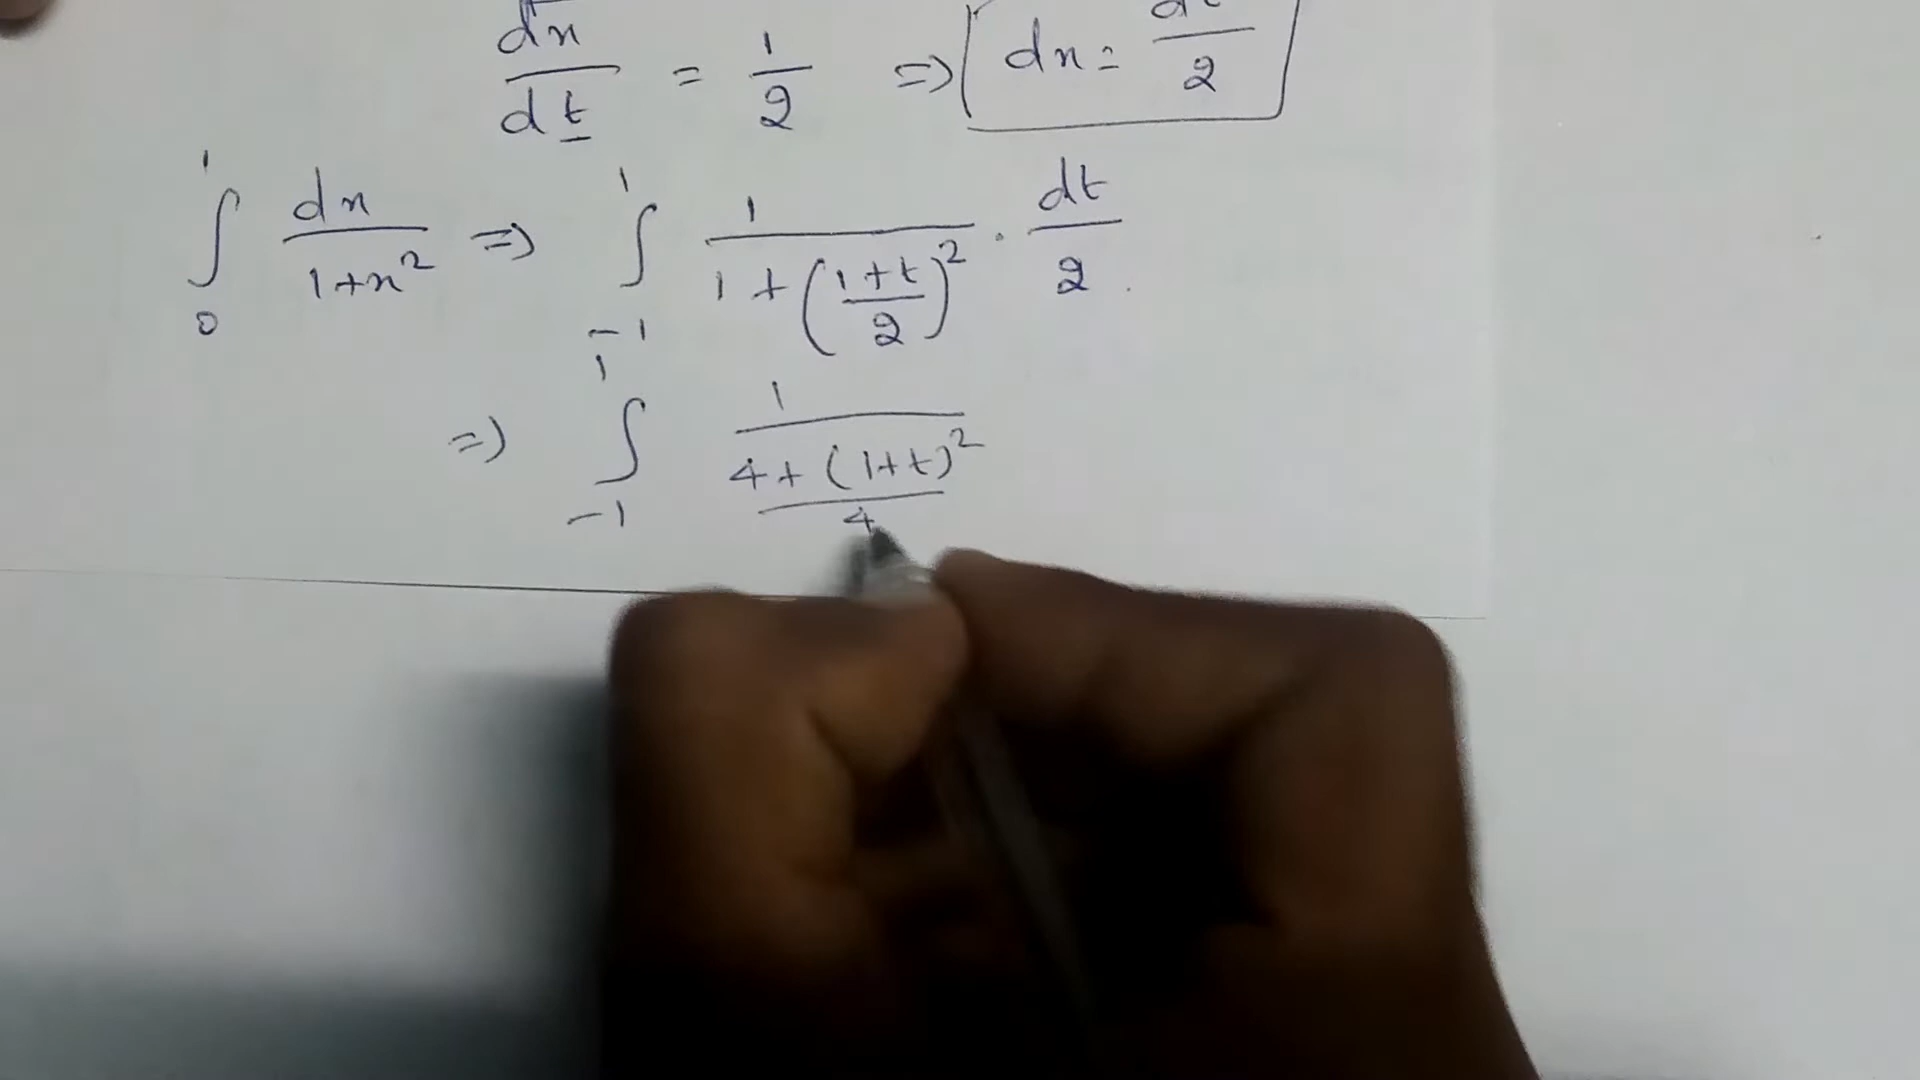 dx/dt = 1/2 ⇒ dx = dt/2
∫₀¹ dx/(1+x²) ⇒ ∫₋₁¹ 1/(1+((1+t)/2)²) · dt/2
⇒ ∫₋₁¹ 1/((4+(1+t)²)/4)